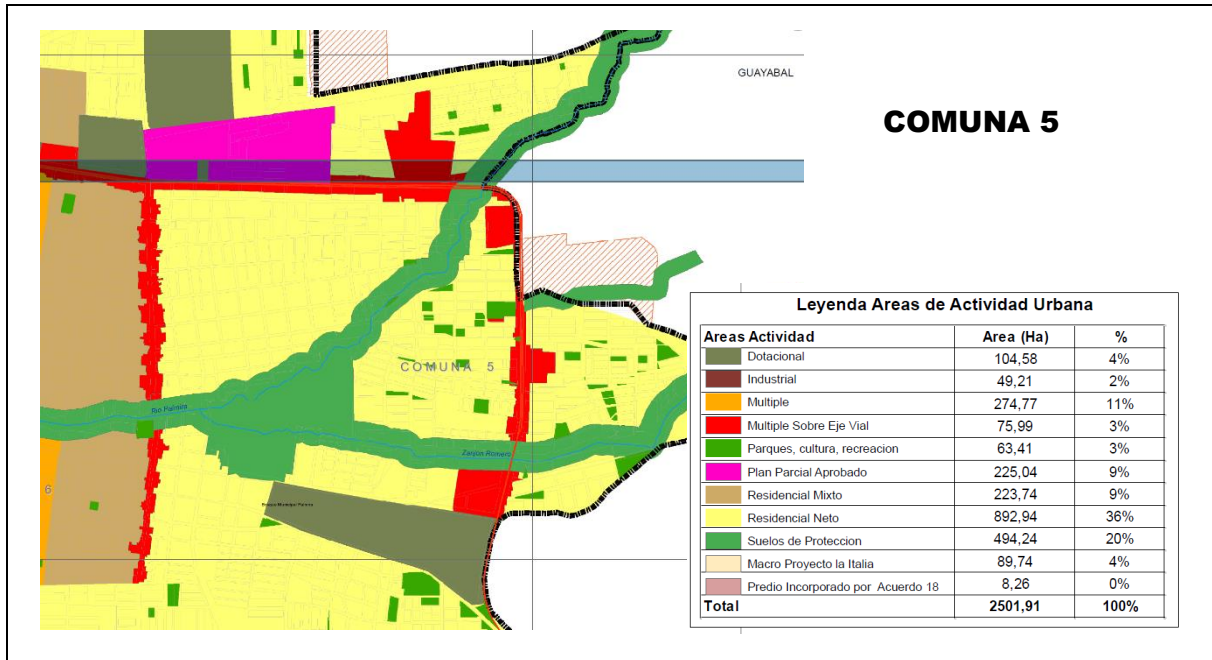 GUAYABAL
COMUNA 5
COMUNA 5
Rio Palmira
Zanjon Romero
Bosque Municipal Palmira
6
Leyenda Areas de Actividad Urbana
Areas Actividad Area (Ha) %
Dotacional 104,58 4%
Industrial 49,21 2%
Multiple 274,77 11%
Multiple Sobre Eje Vial 75,99 3%
Parques, cultura, recreacion 63,41 3%
Plan Parcial Aprobado 225,04 9%
Residencial Mixto 223,74 9%
Residencial Neto 892,94 36%
Suelos de Proteccion 494,24 20%
Macro Proyecto la Italia 89,74 4%
Predio Incorporado por Acuerdo 18 8,26 0%
Total 2501,91 100%